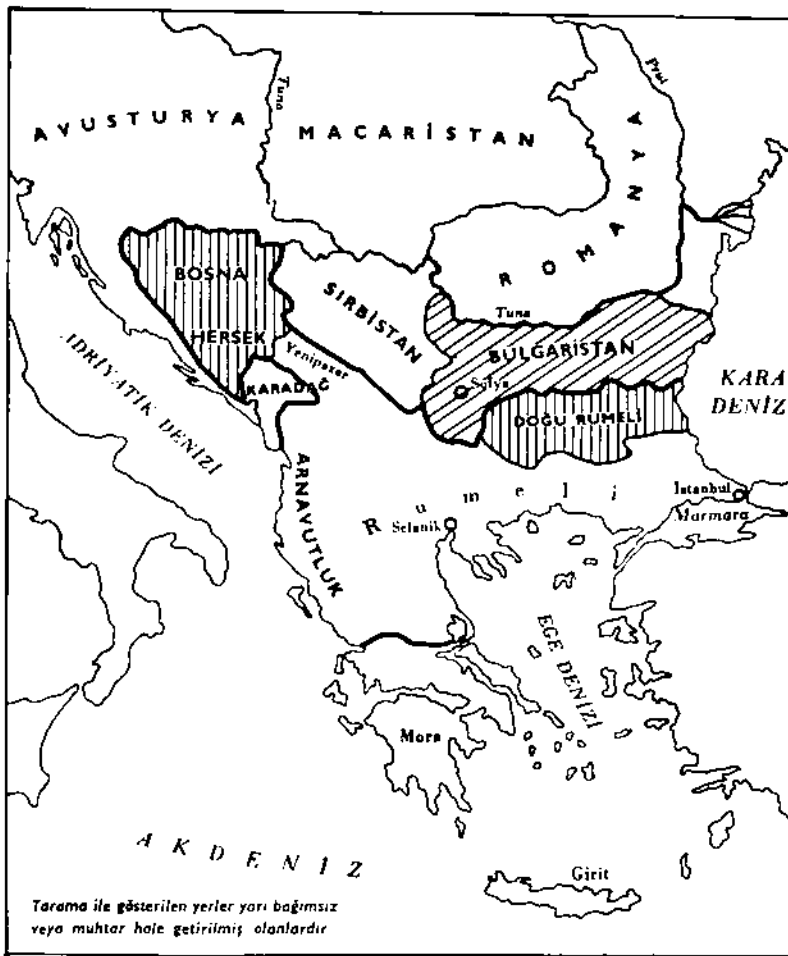 Tuna
Prut
AVUSTURYA
MACARİSTAN
ROMANYA
BOSNA
HERSEK
SIRBİSTAN
Tuna
BULGARİSTAN
Yenipazar
KARADAĞ
Sofya
DOĞU RUMELİ
KARA
DENİZ
ADRİYATİK DENİZİ
ARNAVUTLUK
Rumeli
İstanbul
Marmara
Selanik
EGE DENİZİ
Mora
AKDENİZ
Girit
Tarama ile gösterilen yerler yarı bağımsız
veya muhtar hale getirilmiş olanlardır